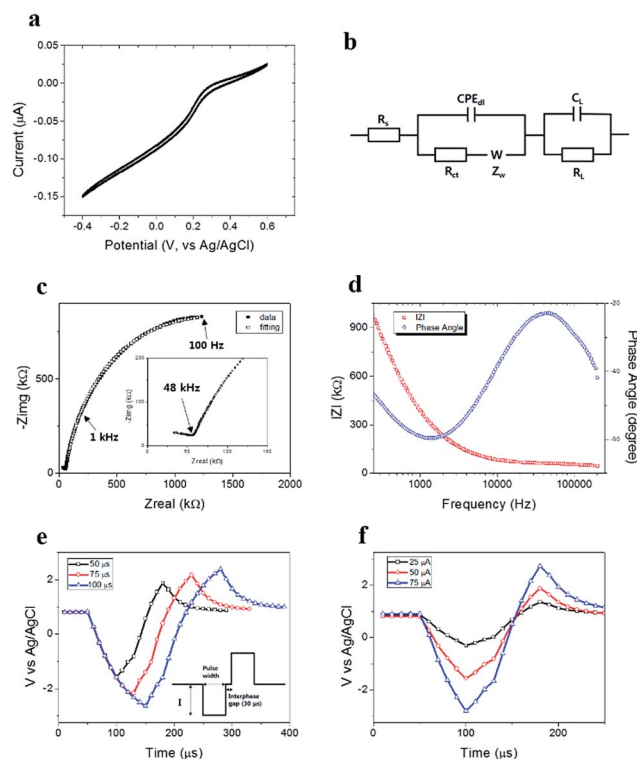 a
b
0.05
0.00
-0.05
-0.10
-0.15
Current (μA)
-0.4
-0.2
0.0
0.2
0.4
0.6
Potential (V, vs Ag/AgCl)
Rs
CPEdl
Rct
W
Zw
CL
RL
c
d
750
500
250
0
-Zimg (kΩ)
data
fitting
100 Hz
1 kHz
48 kHz
200
100
0
-Zimg (kΩ)
0
50
100
150
Zreal (kΩ)
0
500
1000
1500
2000
Zreal (kΩ)
IZI
Phase Angle
900
600
300
0
IZI (kΩ)
-20
-30
-40
-50
Phase Angle (degree)
1000
10000
100000
Frequency (Hz)
e
f
50 μs
75 μs
100 μs
2
0
-2
V vs Ag/AgCl
Pulse
width
I
Interphase
gap (30 μs)
0
100
200
300
400
Time (μs)
25 μA
50 μA
75 μA
2
0
-2
V vs Ag/AgCl
0
100
200
Time (μs)